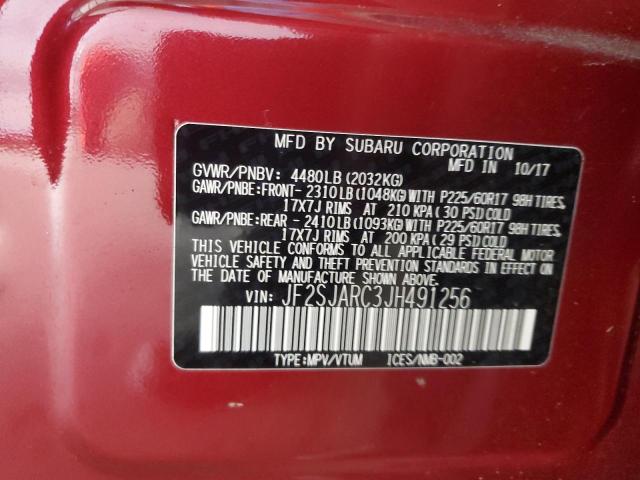 MFD BY SUBARU CORPORATION
MFD IN 10/17
GVWR/PNBV: 4480LB (2032KG)
GAWR/PNBE:FRONT- 2310LB (1048KG)WITH P225/60R17 98H TIRES,
17X7J RIMS AT 210 KPA (30 PSI)COLD
GAWR/PNBE:REAR - 2410LB (1093KG)WITH P225/60R17 98H TIRES,
17X7J RIMS AT 200 KPA (29 PSI)COLD
THIS VEHICLE CONFORMS TO ALL APPLICABLE FEDERAL MOTOR
VEHICLE SAFETY AND THEFT PREVENTION STANDARDS IN EFFECT ON
THE DATE OF MANUFACTURE SHOWN ABOVE.
VIN: JF2SJARC3JH491256
TYPE:MPV/VTUM ICES/NMB-002